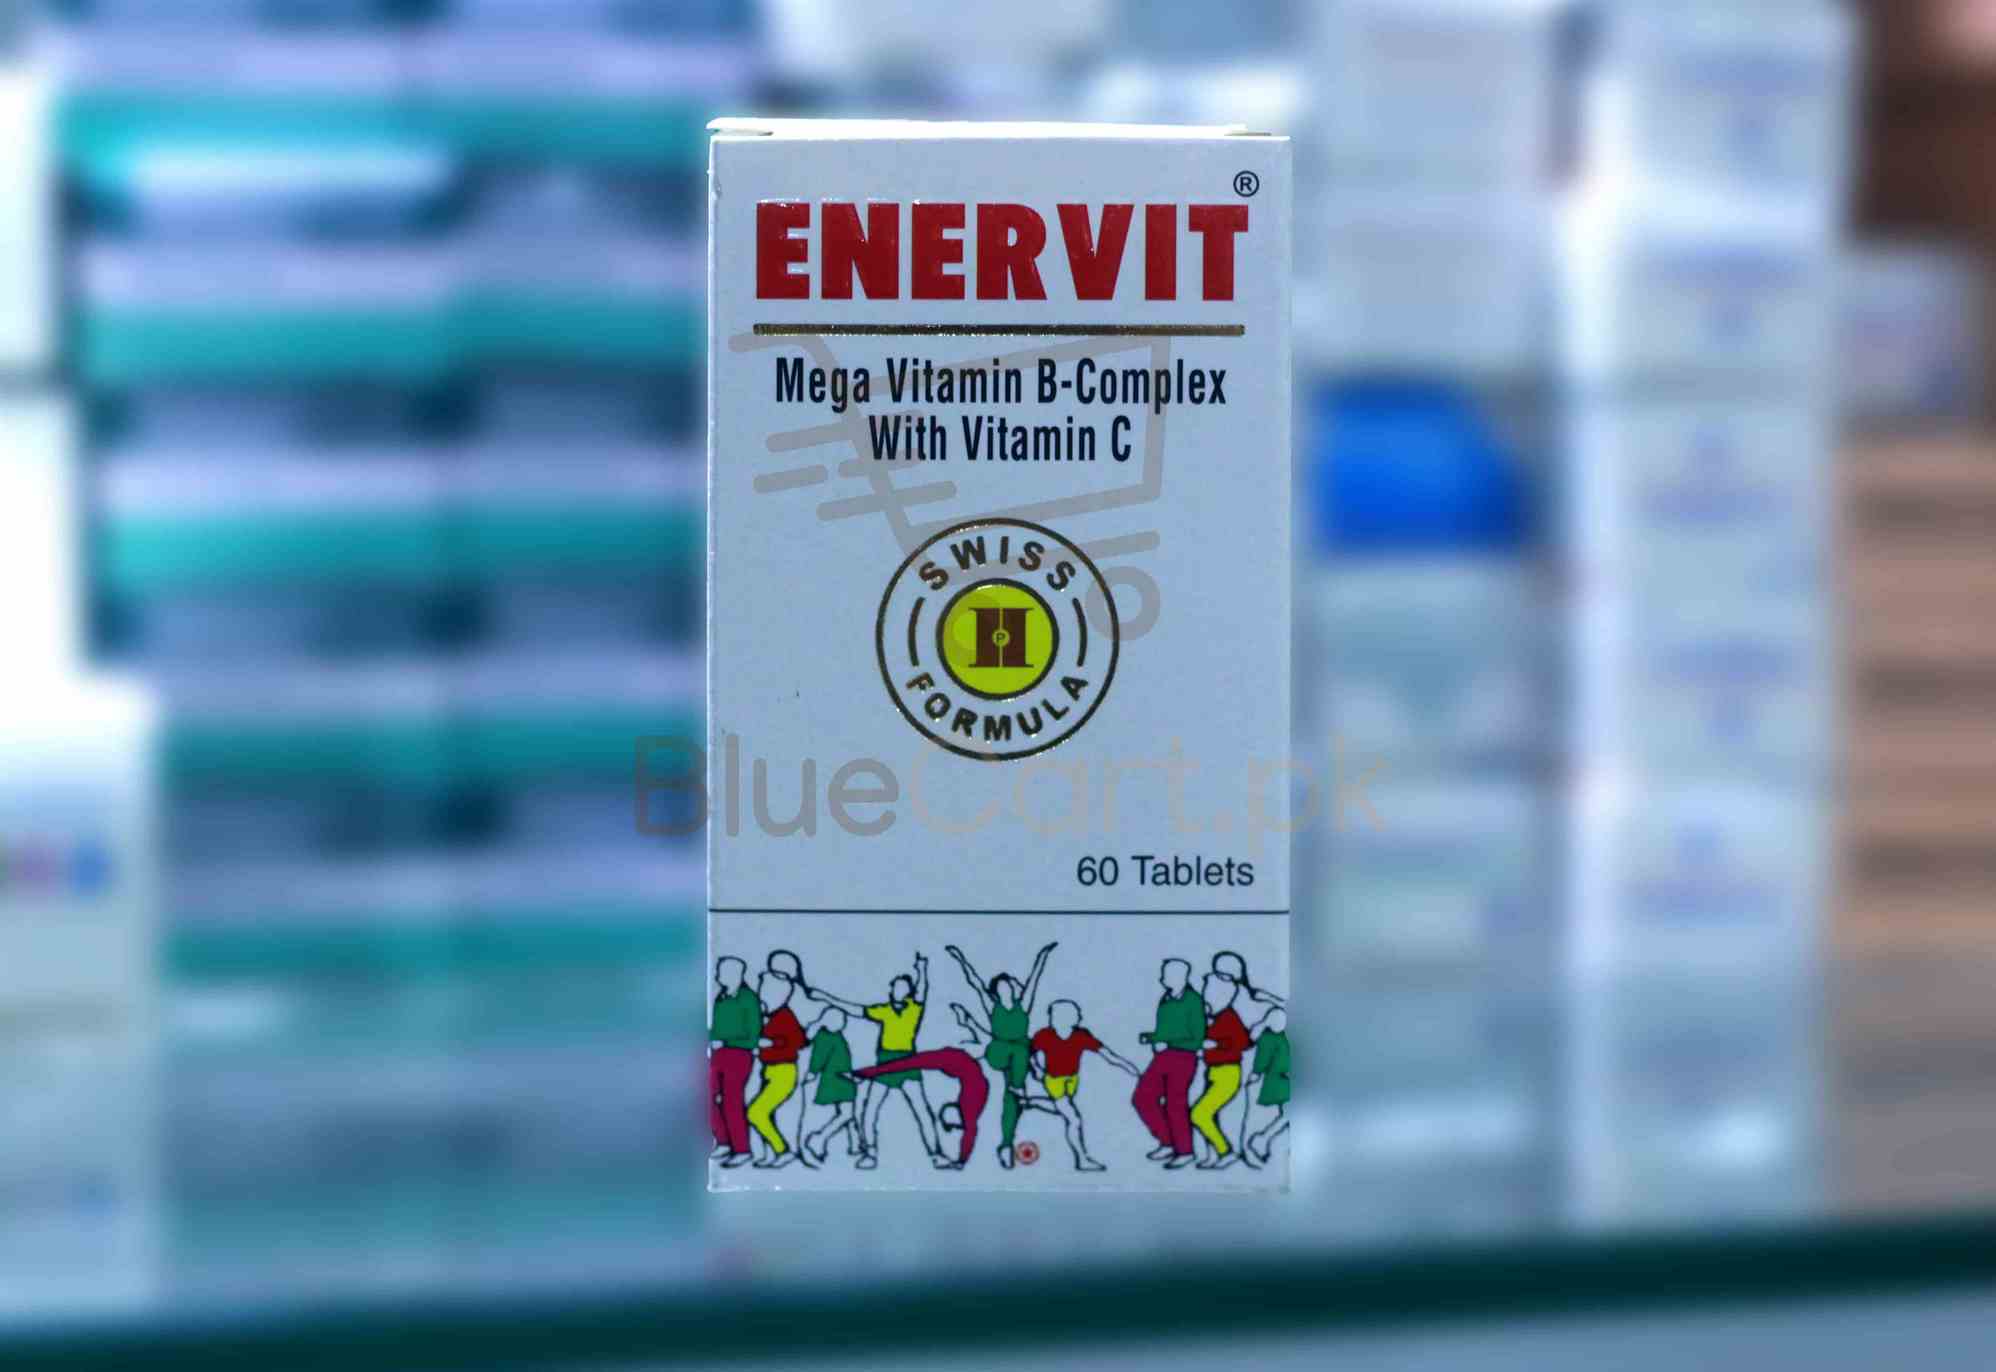 ENERVIT®
Mega Vitamin B-Complex
With Vitamin C
SWISS
H
P
FORMULA
BlueCart.pk
60 Tablets